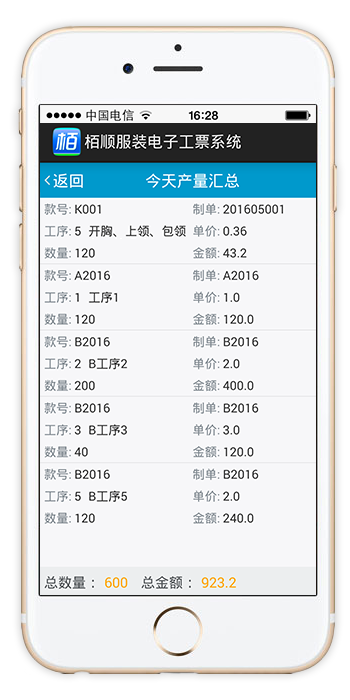 中国电信 16:28
栢 栢顺服装电子工票系统
返回 今天产量汇总
款号: K001 制单: 201605001
工序: 5 开胸、上领、包领 单价: 0.36
数量: 120 金额: 43.2
款号: A2016 制单: A2016
工序: 1 工序1 单价: 1.0
数量: 120 金额: 120.0
款号: B2016 制单: B2016
工序: 2 B工序2 单价: 2.0
数量: 200 金额: 400.0
款号: B2016 制单: B2016
工序: 3 B工序3 单价: 3.0
数量: 40 金额: 120.0
款号: B2016 制单: B2016
工序: 5 B工序5 单价: 2.0
数量: 120 金额: 240.0
总数量： 600 总金额： 923.2